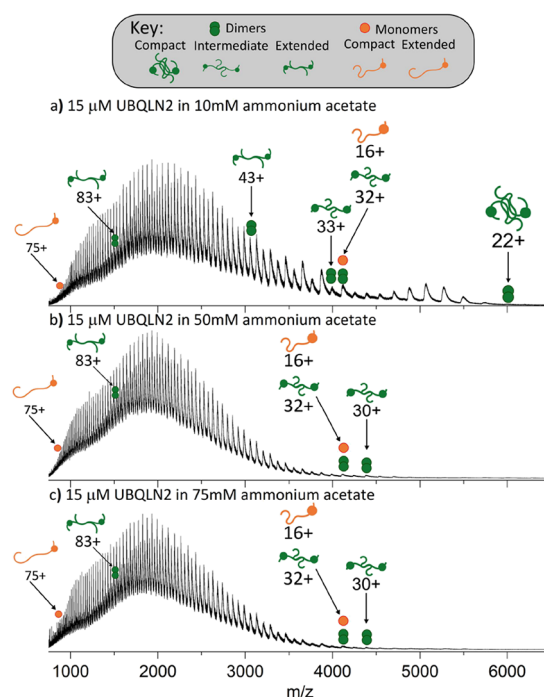 Key:
Dimers
Monomers
Compact Intermediate Extended
Compact Extended
a) 15 µM UBQLN2 in 10mM ammonium acetate
75+
83+
43+
33+
16+
32+
22+
b) 15 µM UBQLN2 in 50mM ammonium acetate
75+
83+
16+
32+
30+
c) 15 µM UBQLN2 in 75mM ammonium acetate
75+
83+
16+
32+
30+
1000 2000 3000 4000 5000 6000
m/z